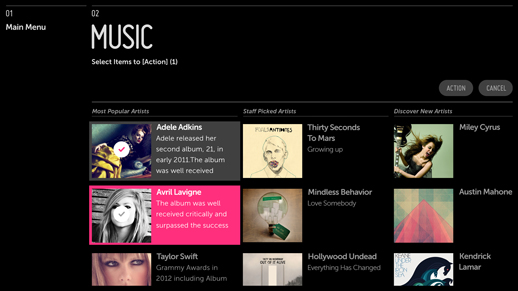 01
02
Main Menu
MUSIC
Select Items to [Action] (1)
ACTION
CANCEL
Most Popular Artists
Adele Adkins
Adele released her
second album, 21, in
early 2011.The album
was well received
Avril Lavigne
The album was well
received critically and
surpassed the success
Taylor Swift
Grammy Awards in
2012 including Album
Staff Picked Artists
Thirty Seconds
To Mars
Growing up
Mindless Behavior
Love Somebody
Hollywood Undead
Everything Has Changed
Discover New Artists
Miley Cyrus
Austin Mahone
Kendrick
Lamar